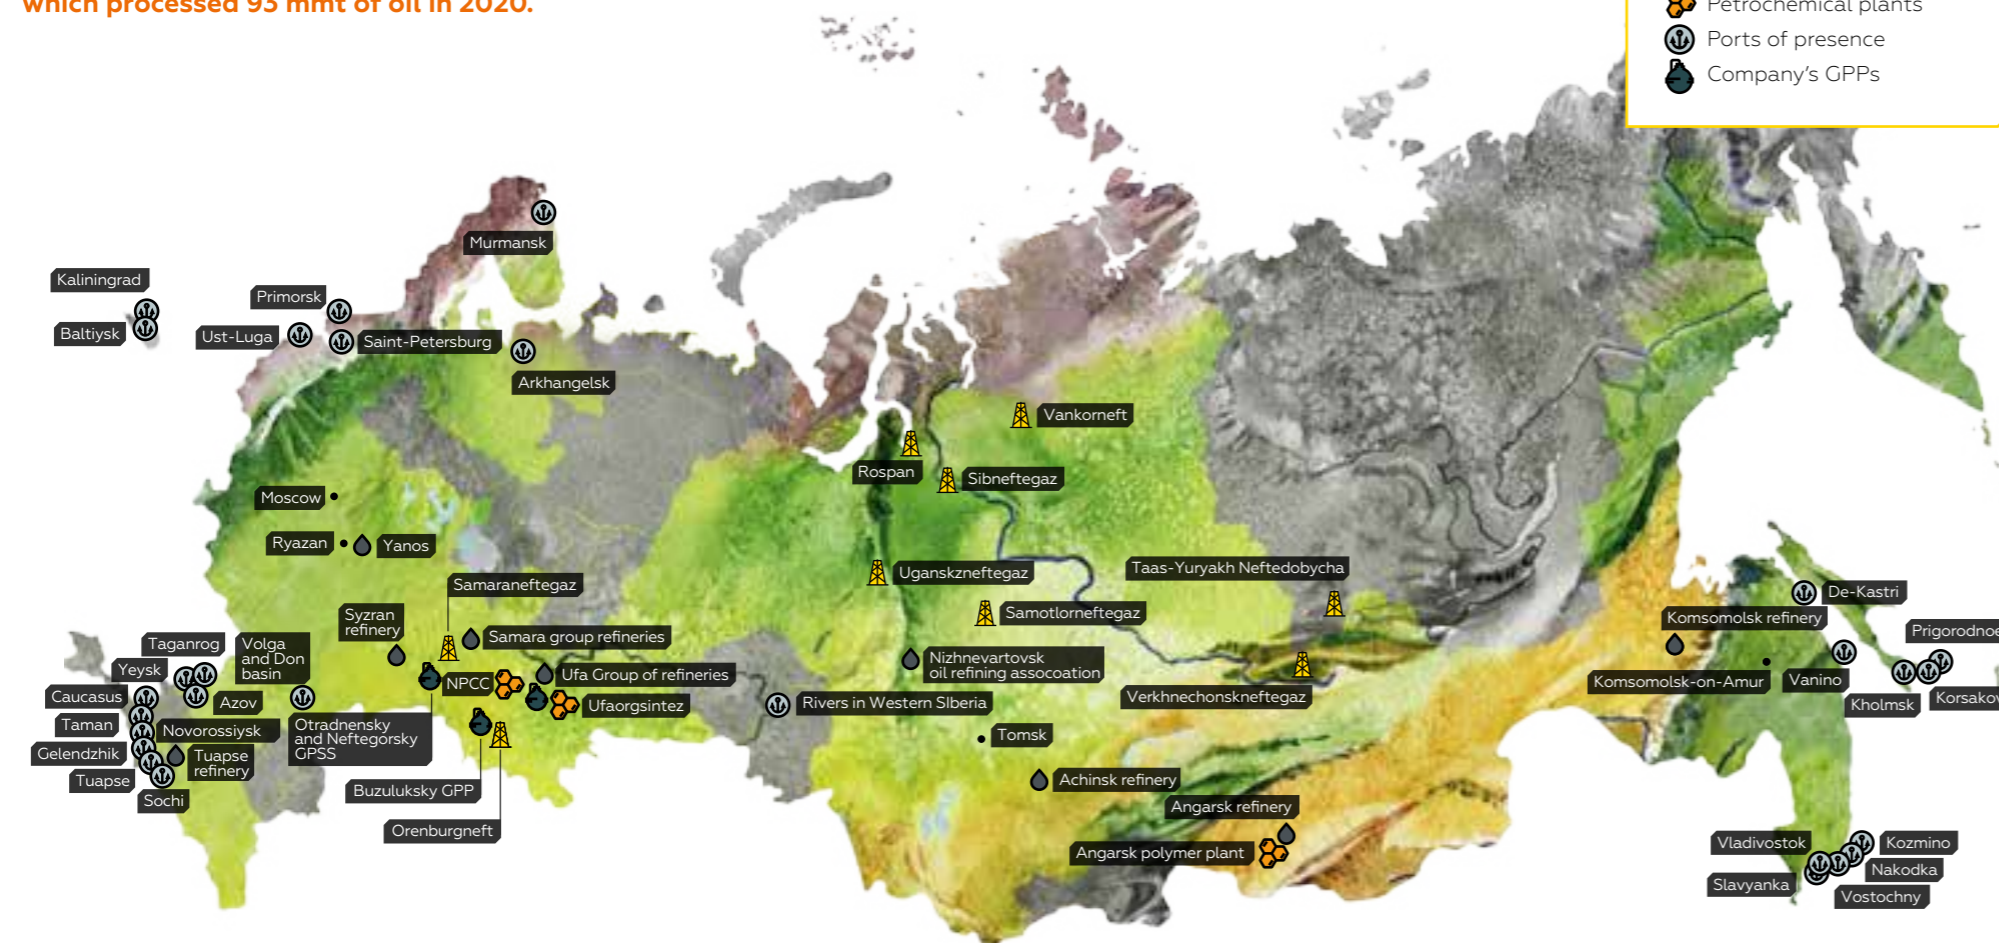 which processed 93 mmt of oil in 2020.
Petrochemical plants
Ports of presence
Company's GPPs
Murmansk
Kaliningrad
Baltiysk
Primorsk
Ust-Luga
Saint-Petersburg
Arkhangelsk
Vankorneft
Rospan
Sibneftegaz
Moscow
Ryazan
Yanos
Uganskzneftegaz
Taas-Yuryakh Neftedobycha
Samaraneftegaz
Samotlorneftegaz
De-Kastri
Syzran
refinery
Samara group refineries
Komsomolsk refinery
Prigorodnoe
Taganrog
Volga
and Don
basin
Nizhnevartovsk
oil refining assocoation
Yeysk
NPCC
Ufa Group of refineries
Komsomolsk-on-Amur
Vanino
Caucasus
Azov
Ufaorgsintez
Rivers in Western SIberia
Verkhnechonskneftegaz
Kholmsk
Korsakov
Taman
Novorossiysk
Otradnensky
and Neftegorsky
GPSS
Tomsk
Gelendzhik
Tuapse
refinery
Tuapse
Sochi
Buzuluksky GPP
Achinsk refinery
Orenburgneft
Angarsk refinery
Angarsk polymer plant
Vladivostok
Kozmino
Nakodka
Slavyanka
Vostochny